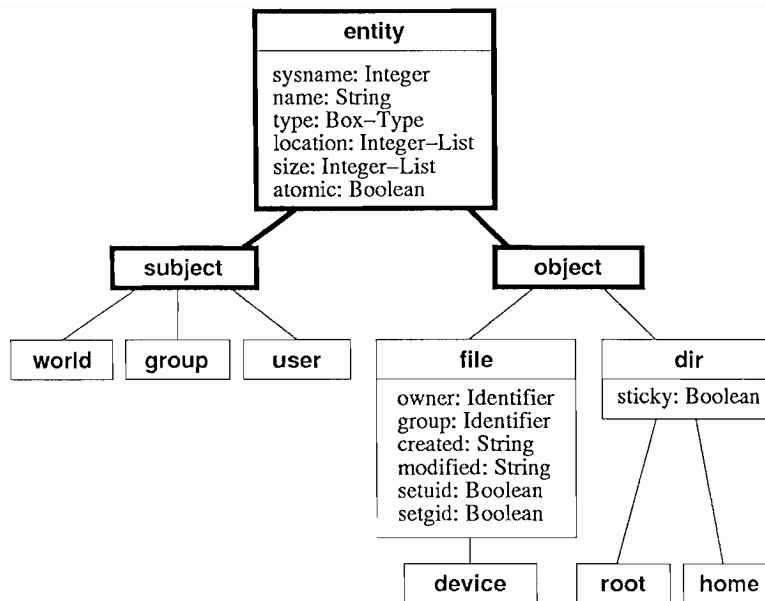 entity
sysname: Integer
name: String
type: Box–Type
location: Integer–List
size: Integer–List
atomic: Boolean
subject
object
world
group
user
file
owner: Identifier
group: Identifier
created: String
modified: String
setuid: Boolean
setgid: Boolean
dir
sticky: Boolean
device
root
home